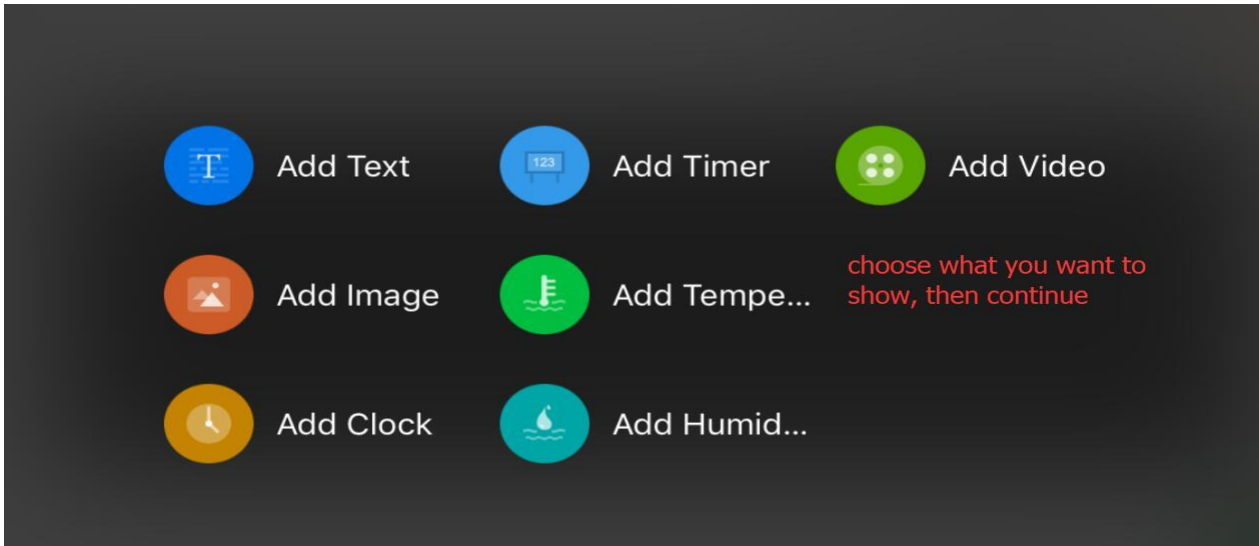 T
Add Text
123
Add Timer
Add Video
Add Image
Add Tempe...
choose what you want to
show, then continue
Add Clock
Add Humid...